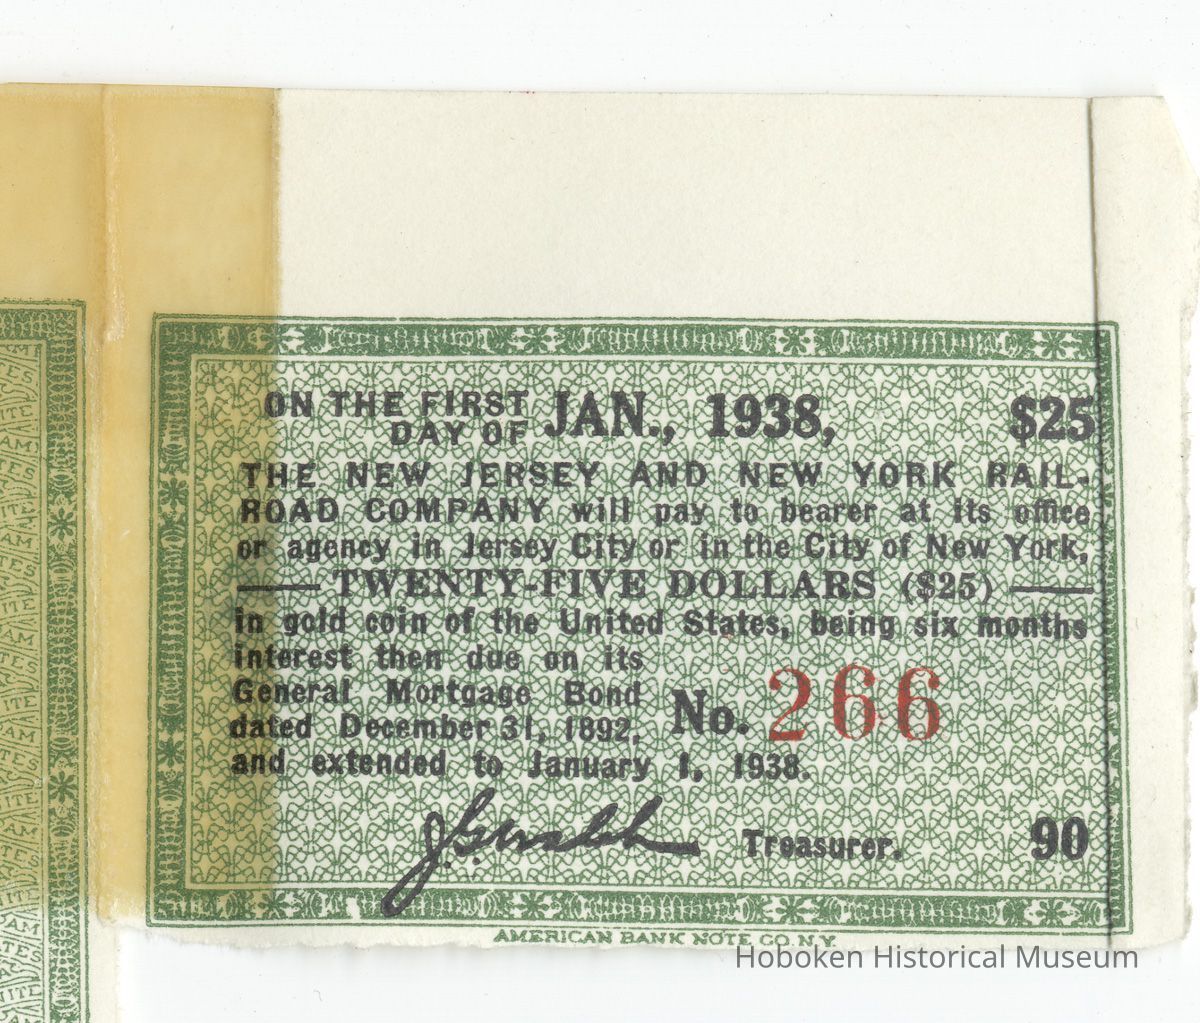 ON THE FIRST
DAY OF JAN., 1938, $25
THE NEW JERSEY AND NEW YORK RAIL-
ROAD COMPANY will pay to bearer at its office
or agency in Jersey City or in the City of New York,
TWENTY-FIVE DOLLARS ($25)
in gold coin of the United States, being six months
interest then due on its
General Mortgage Bond
dated December 31, 1892,
and extended to January 1, 1938.
No. 266
J. G. Walsh Treasurer. 90
AMERICAN BANK NOTE CO. N.Y.
Hoboken Historical Museum